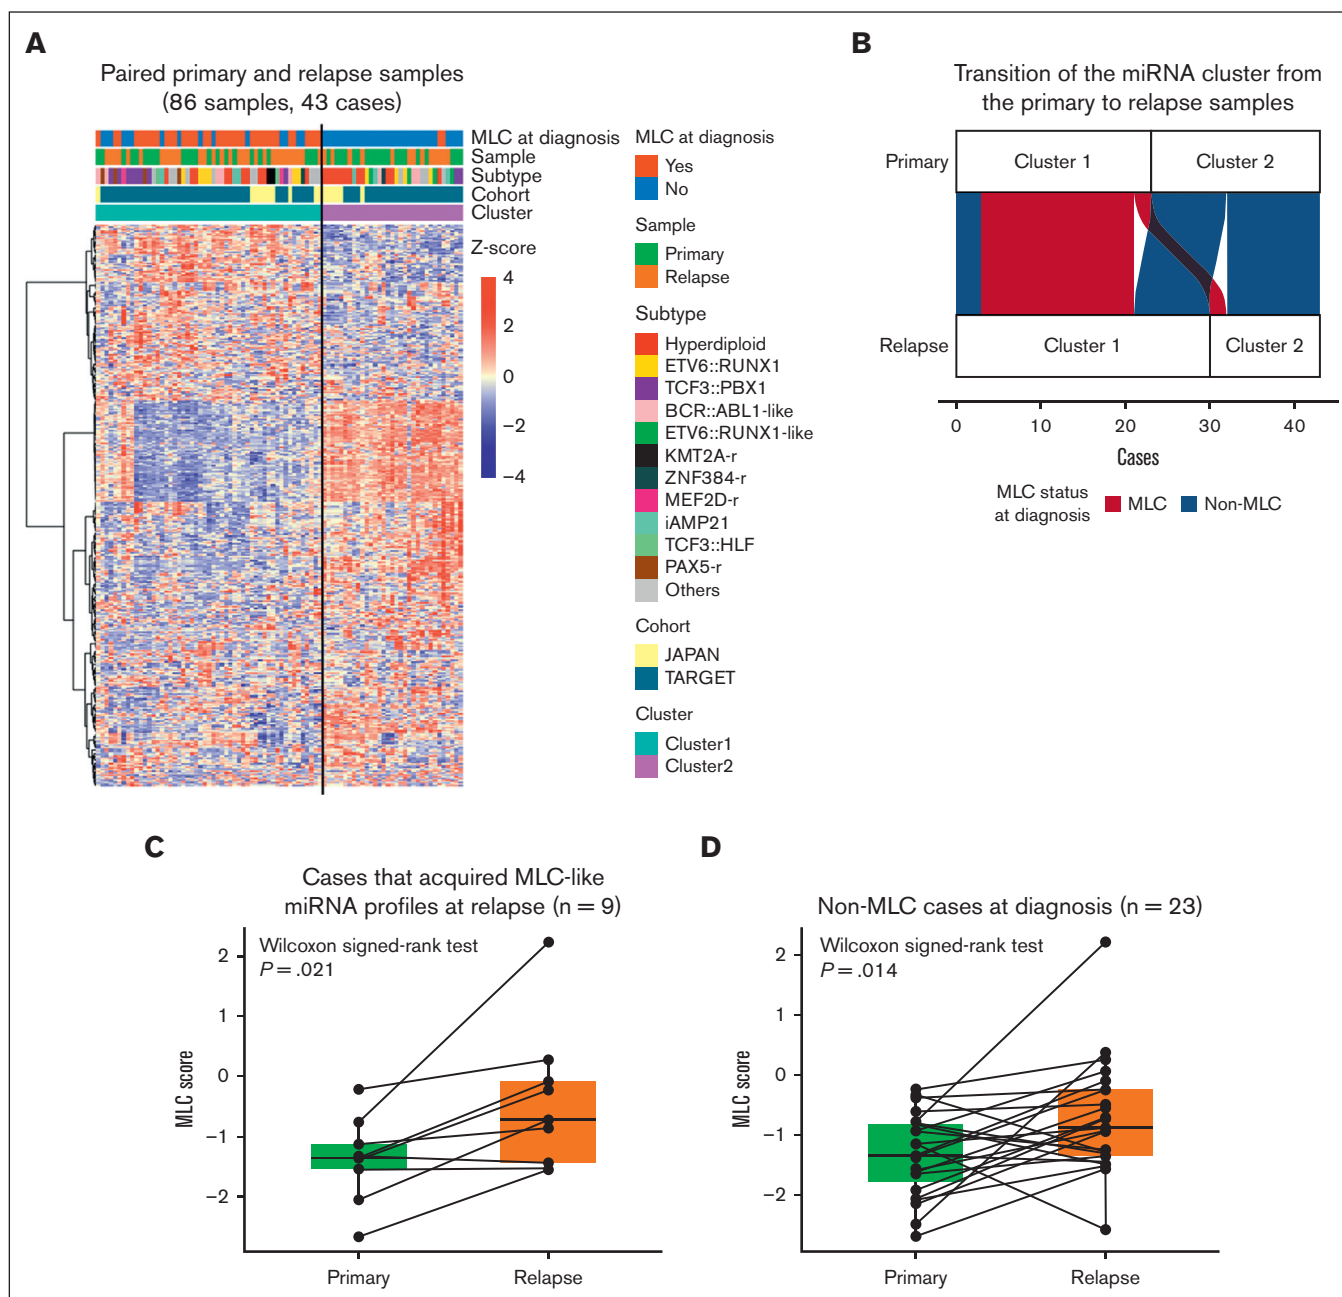 A
Paired primary and relapse samples
(86 samples, 43 cases)
MLC at diagnosis
Sample
Subtype
Cohort
Cluster
Z-score
4
2
0
−2
−4
MLC at diagnosis
Yes
No
Sample
Primary
Relapse
Subtype
Hyperdiploid
ETV6::RUNX1
TCF3::PBX1
BCR::ABL1-like
ETV6::RUNX1-like
KMT2A-r
ZNF384-r
MEF2D-r
iAMP21
TCF3::HLF
PAX5-r
Others
Cohort
JAPAN
TARGET
Cluster
Cluster1
Cluster2
B
Transition of the miRNA cluster from
the primary to relapse samples
Primary
Cluster 1
Cluster 2
Relapse
Cluster 1
Cluster 2
0 10 20 30 40
Cases
MLC status
at diagnosis
MLC
Non-MLC
C
Cases that acquired MLC-like
miRNA profiles at relapse (n = 9)
Wilcoxon signed-rank test
P = .021
MLC score
2
1
0
−1
−2
Primary Relapse
D
Non-MLC cases at diagnosis (n = 23)
Wilcoxon signed-rank test
P = .014
MLC score
2
1
0
−1
−2
Primary Relapse